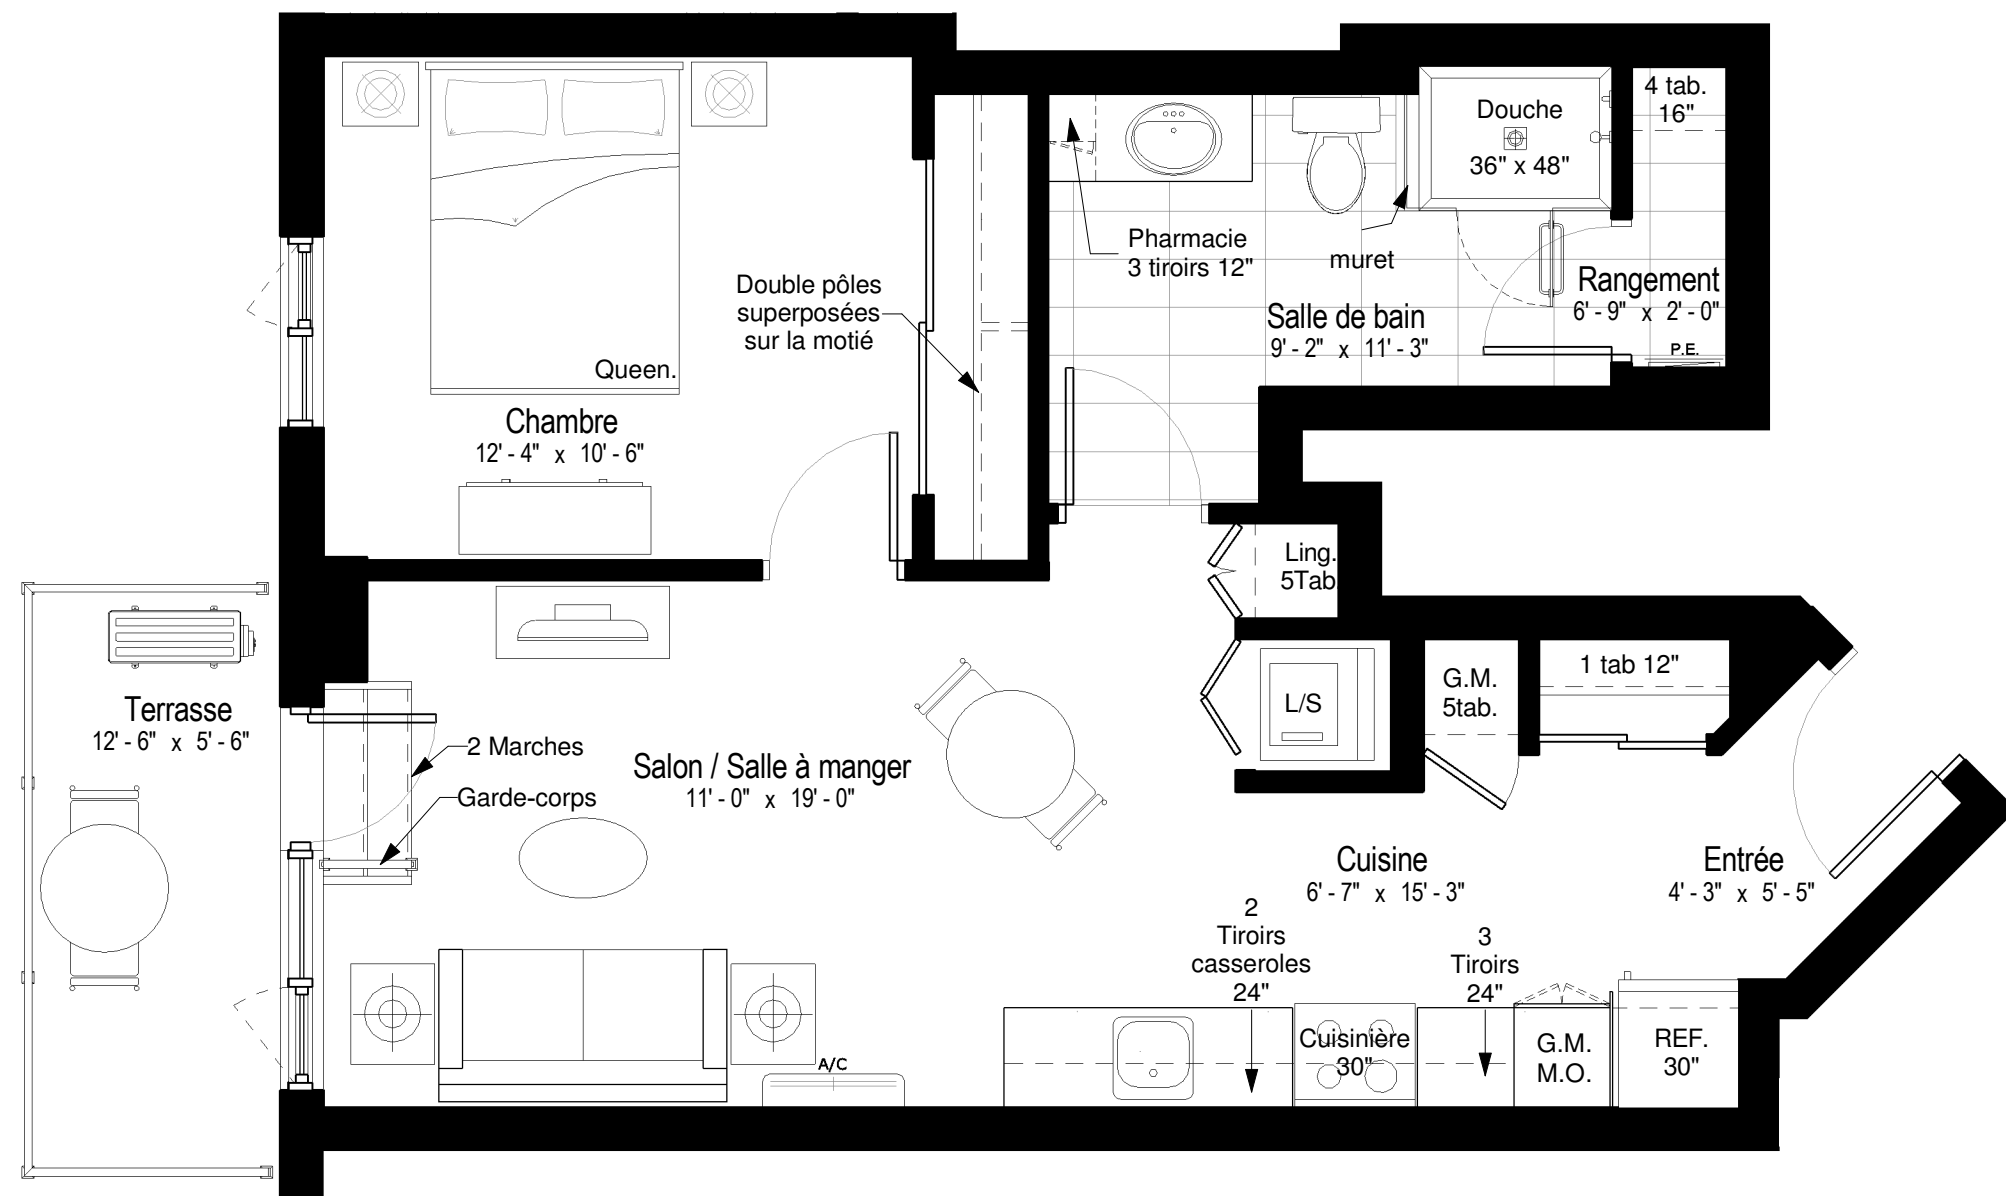 4 tab.
16"
Douche
36" x 48"
Pharmacie
3 tiroirs 12"
muret
Rangement
6' - 9" x 2' - 0"
P.E.
Salle de bain
9' - 2" x 11' - 3"
Double pôles
superposées
sur la motié
Queen.
Chambre
12' - 4" x 10' - 6"
Ling.
5Tab.
1 tab 12"
G.M.
5tab.
L/S
Terrasse
12' - 6" x 5' - 6"
2 Marches
Garde-corps
Salon / Salle à manger
11' - 0" x 19' - 0"
Cuisine
6' - 7" x 15' - 3"
Entrée
4' - 3" x 5' - 5"
2
Tiroirs
casseroles
24"
3
Tiroirs
24"
Cuisinière
30"
G.M.
M.O.
REF.
30"
A/C